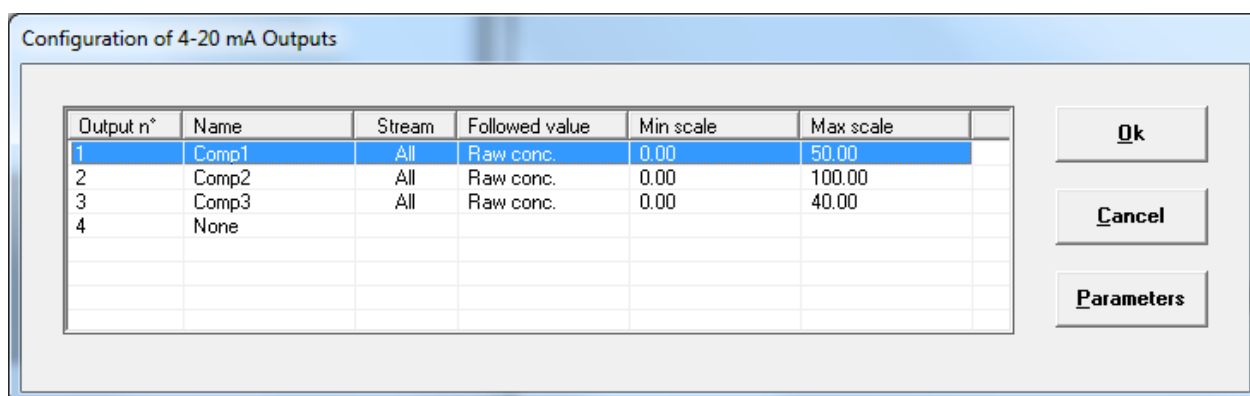 Configuration of 4-20 mA Outputs
Output n° Name Stream Followed value Min scale Max scale
1 Comp1 All Raw conc. 0.00 50.00
2 Comp2 All Raw conc. 0.00 100.00
3 Comp3 All Raw conc. 0.00 40.00
4 None
Ok
Cancel
Parameters